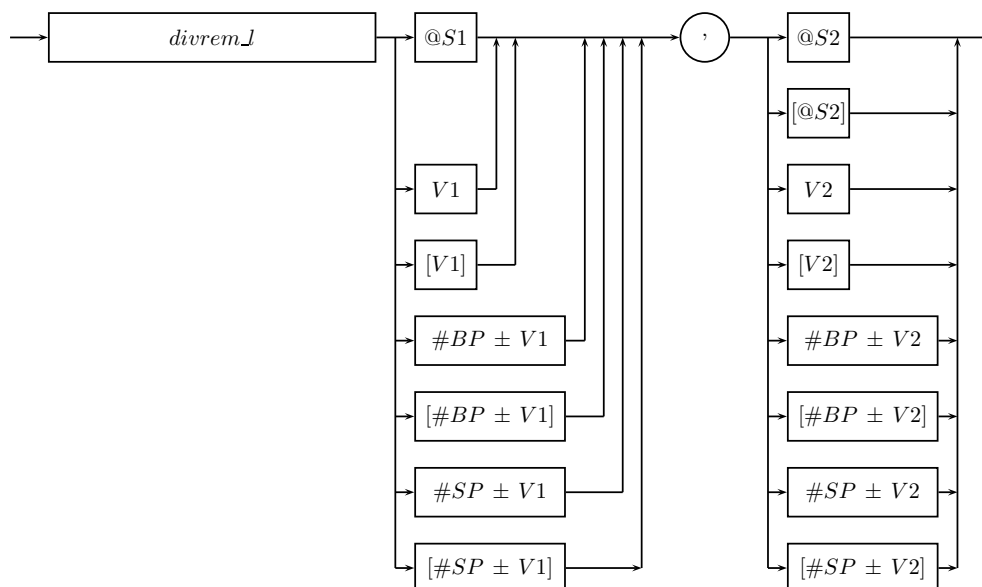 divrem_l @S1 , @S2
[@S2]
V1 V2
[V1] [V2]
#BP ± V1 #BP ± V2
[#BP ± V1] [#BP ± V2]
#SP ± V1 #SP ± V2
[#SP ± V1] [#SP ± V2]